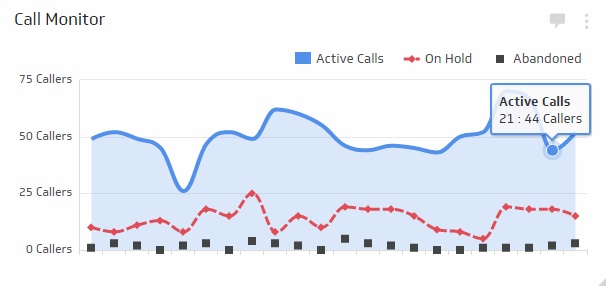 Call Monitor
Active Calls
On Hold
Abandoned
75 Callers
Active Calls
21 : 44 Callers
50 Callers
25 Callers
0 Callers